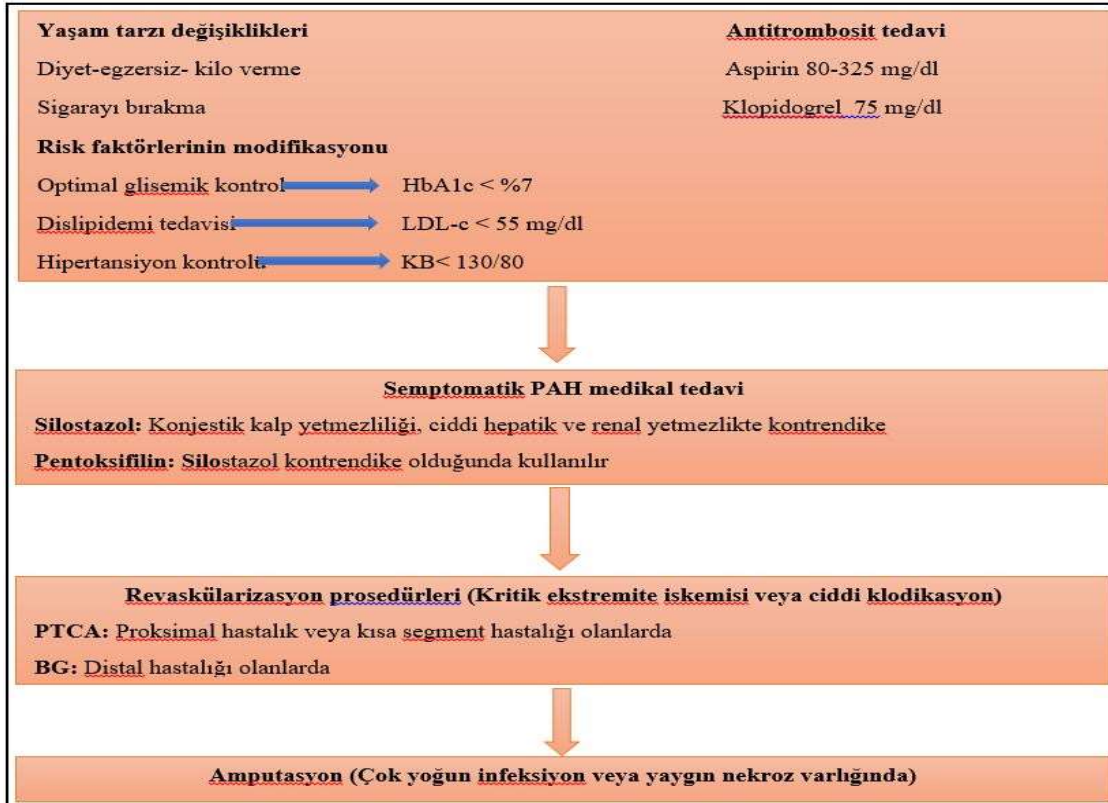 Yaşam tarzı değişiklikleri
Antitrombosit tedavi
Diyet-egzersiz- kilo verme
Aspirin 80-325 mg/dl
Sigarayı bırakma
Klopidogrel 75 mg/dl
Risk faktörlerinin modifikasyonu
Optimal glisemik kontrol
HbA1c < %7
Dislipidemi tedavisi
LDL-c < 55 mg/dl
Hipertansiyon kontrolü
KB< 130/80
Semptomatik PAH medikal tedavi
Silostazol: Konjestik kalp yetmezliliği, ciddi hepatik ve renal yetmezlikte kontrendike
Pentoksifilin: Silostazol kontrendike olduğunda kullanılır
Revaskülarizasyon prosedürleri (Kritik ekstremite iskemisi veya ciddi klodikasyon)
PTCA: Proksimal hastalık veya kısa segment hastalığı olanlarda
BG: Distal hastalığı olanlarda
Amputasyon (Çok yoğun infeksiyon veya yaygın nekroz varlığında)